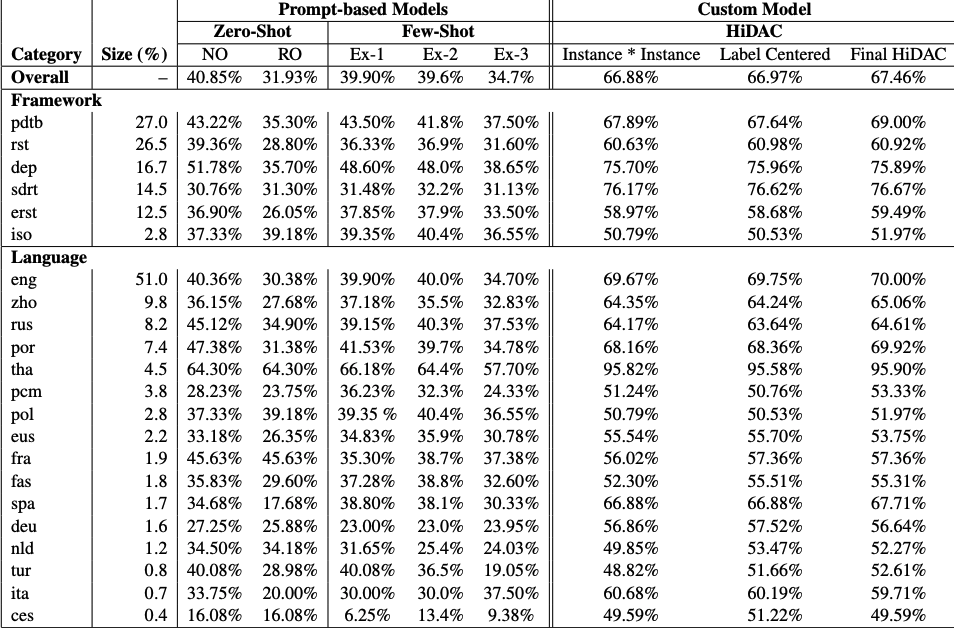 Prompt-based Models Custom Model
Zero-Shot Few-Shot HiDAC
Category Size (%) NO RO Ex-1 Ex-2 Ex-3 Instance * Instance Label Centered Final HiDAC
Overall – 40.85% 31.93% 39.90% 39.6% 34.7% 66.88% 66.97% 67.46%
Framework
pdtb 27.0 43.22% 35.30% 43.50% 41.8% 37.50% 67.89% 67.64% 69.00%
rst 26.5 39.36% 28.80% 36.33% 36.9% 31.60% 60.63% 60.98% 60.92%
dep 16.7 51.78% 35.70% 48.60% 48.0% 38.65% 75.70% 75.96% 75.89%
sdrt 14.5 30.76% 31.30% 31.48% 32.2% 31.13% 76.17% 76.62% 76.67%
erst 12.5 36.90% 26.05% 37.85% 37.9% 33.50% 58.97% 58.68% 59.49%
iso 2.8 37.33% 39.18% 39.35% 40.4% 36.55% 50.79% 50.53% 51.97%
Language
eng 51.0 40.36% 30.38% 39.90% 40.0% 34.70% 69.67% 69.75% 70.00%
zho 9.8 36.15% 27.68% 37.18% 35.5% 32.83% 64.35% 64.24% 65.06%
rus 8.2 45.12% 34.90% 39.15% 40.3% 37.53% 64.17% 63.64% 64.61%
por 7.4 47.38% 31.38% 41.53% 39.7% 34.78% 68.16% 68.36% 69.92%
tha 4.5 64.30% 64.30% 66.18% 64.4% 57.70% 95.82% 95.58% 95.90%
pcm 3.8 28.23% 23.75% 36.23% 32.3% 24.33% 51.24% 50.76% 53.33%
pol 2.8 37.33% 39.18% 39.35 % 40.4% 36.55% 50.79% 50.53% 51.97%
eus 2.2 33.18% 26.35% 34.83% 35.9% 30.78% 55.54% 55.70% 53.75%
fra 1.9 45.63% 45.63% 35.30% 38.7% 37.38% 56.02% 57.36% 57.36%
fas 1.8 35.83% 29.60% 37.28% 38.8% 32.60% 52.30% 55.51% 55.31%
spa 1.7 34.68% 17.68% 38.80% 38.1% 30.33% 66.88% 66.88% 67.71%
deu 1.6 27.25% 25.88% 23.00% 23.0% 23.95% 56.86% 57.52% 56.64%
nld 1.2 34.50% 34.18% 31.65% 25.4% 24.03% 49.85% 53.47% 52.27%
tur 0.8 40.08% 28.98% 40.08% 36.5% 19.05% 48.82% 51.66% 52.61%
ita 0.7 33.75% 20.00% 30.00% 30.0% 37.50% 60.68% 60.19% 59.71%
ces 0.4 16.08% 16.08% 6.25% 13.4% 9.38% 49.59% 51.22% 49.59%